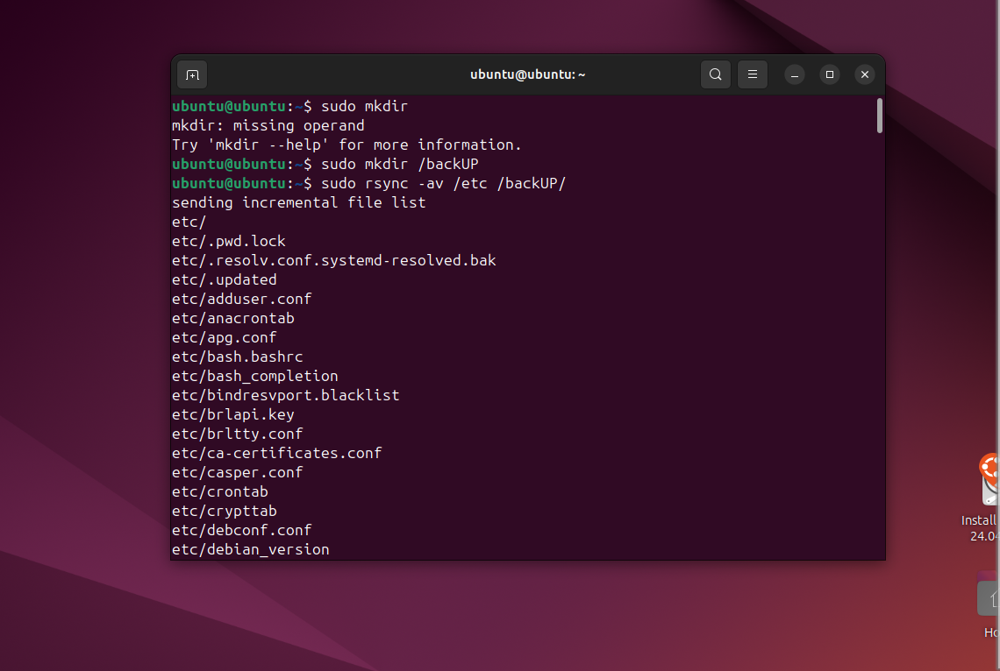 ubuntu@ubuntu: ~
ubuntu@ubuntu:~$ sudo mkdir
mkdir: missing operand
Try 'mkdir --help' for more information.
ubuntu@ubuntu:~$ sudo mkdir /backUP
ubuntu@ubuntu:~$ sudo rsync -av /etc /backUP/
sending incremental file list
etc/
etc/.pwd.lock
etc/.resolv.conf.systemd-resolved.bak
etc/.updated
etc/adduser.conf
etc/anacrontab
etc/apg.conf
etc/bash.bashrc
etc/bash_completion
etc/bindresvport.blacklist
etc/brlapi.key
etc/brltty.conf
etc/ca-certificates.conf
etc/casper.conf
etc/crontab
etc/crypttab
etc/debconf.conf
etc/debian_version
Install
24.04